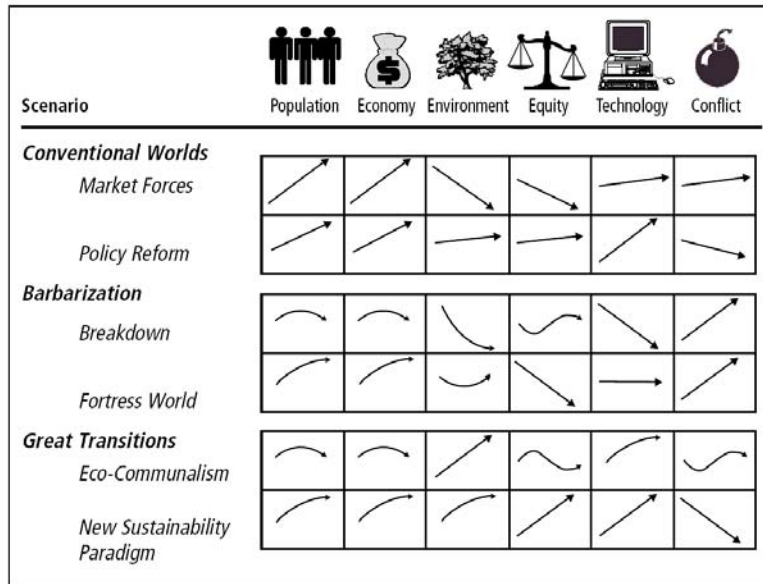 Scenario Population Economy Environment Equity Technology Conflict
Conventional Worlds
Market Forces
Policy Reform
Barbarization
Breakdown
Fortress World
Great Transitions
Eco-Communalism
New Sustainability
Paradigm
$